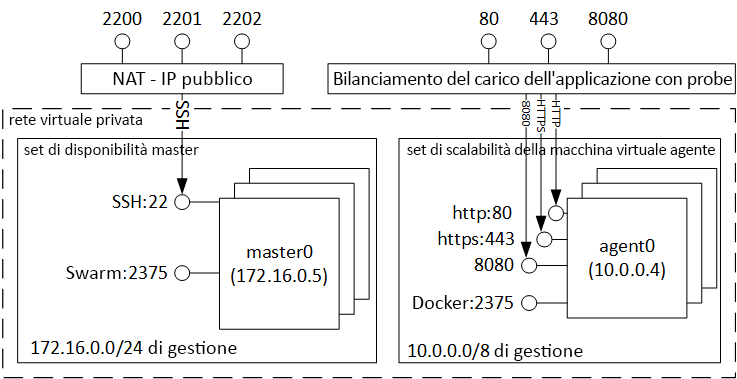 2200 2201 2202
80 443 8080
NAT - IP pubblico
Bilanciamento del carico dell'applicazione con probe
SSH
8080
HTTPS
HTTP
rete virtuale privata
set di disponibilità master
set di scalabilità della macchina virtuale agente
SSH:22
Swarm:2375
master0
(172.16.0.5)
172.16.0.0/24 di gestione
http:80
https:443
8080
Docker:2375
agent0
(10.0.0.4)
10.0.0.0/8 di gestione